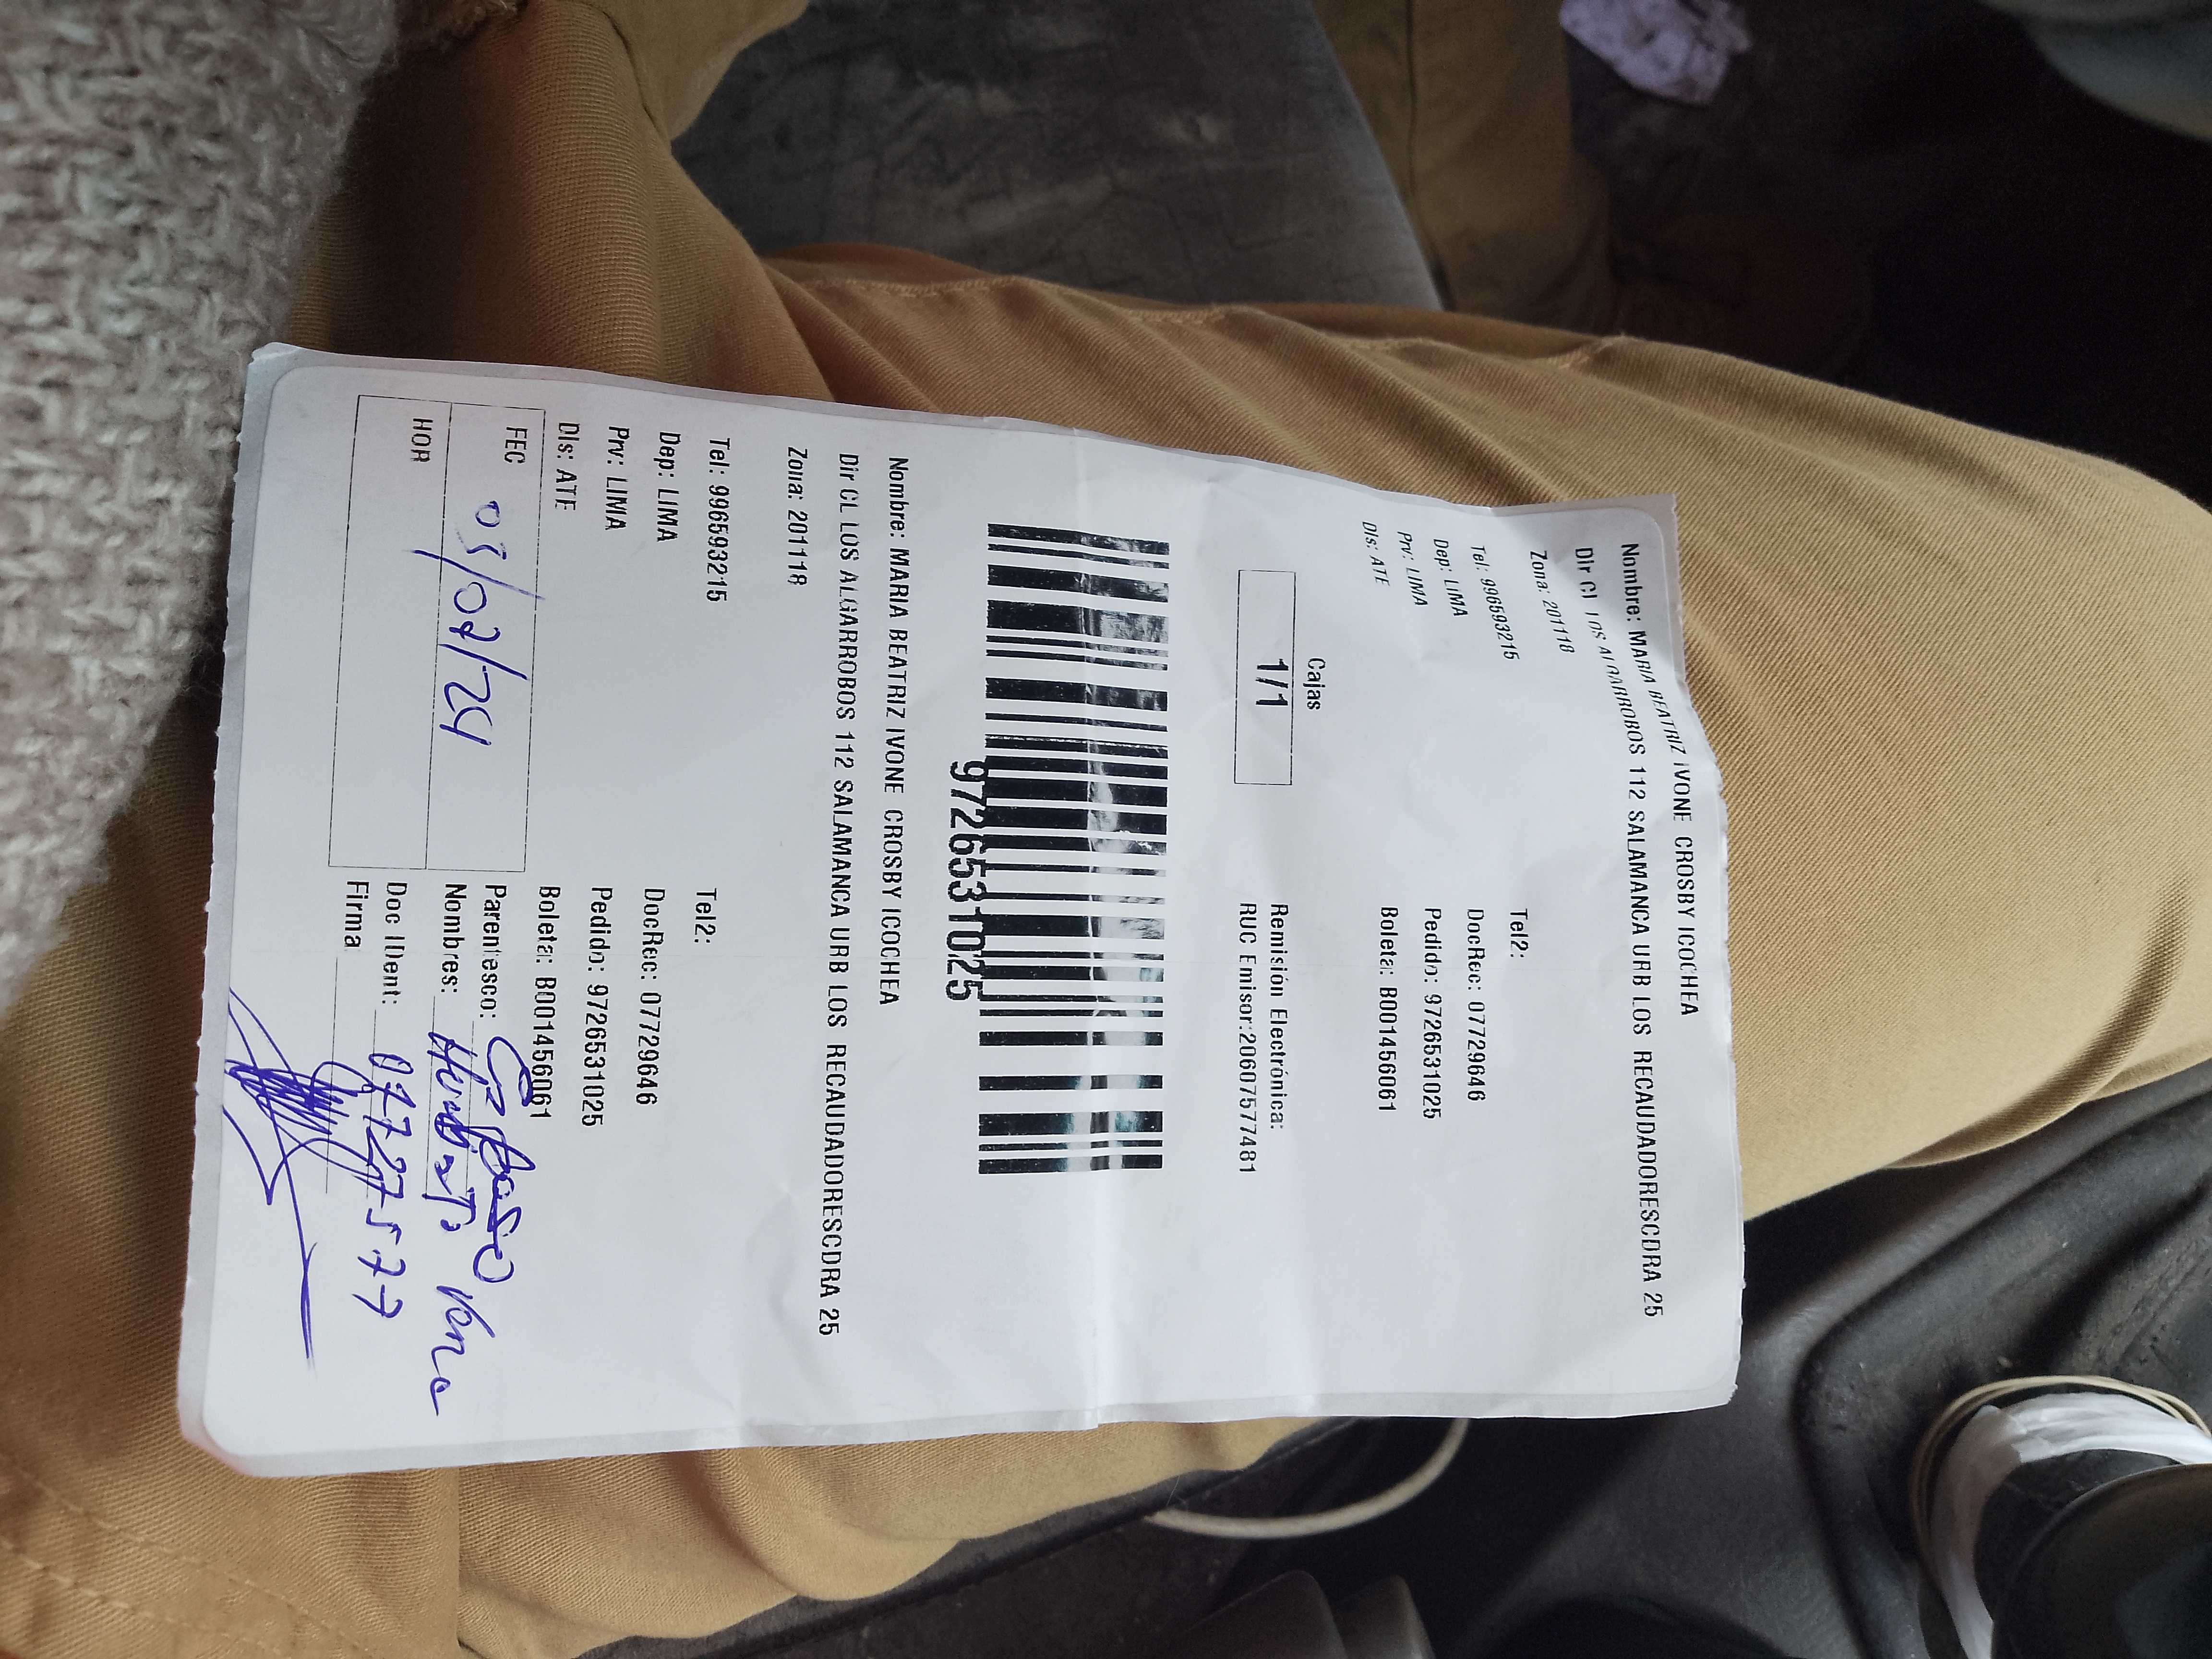 Nombre: MARIA BEATRIZ IVONE CROSBY ICOCHEA
Dir CL LOS ALGARROBOS 112 SALAMANCA URB LOS RECAUDADORESCDRA 25
Zona: 201118
Tel: 996593215 Tel2:
Dep: LIMA DocRec: 07729646
Prv: LIMA Pedido: 9726531025
Dis: ATE Boleta: B001456061
Cajas
1/1
Remisión Electrónica:
RUC Emisor:20607577481
9726531025
Nombre: MARIA BEATRIZ IVONE CROSBY ICOCHEA
Dir CL LOS ALGARROBOS 112 SALAMANCA URB LOS RECAUDADORESCDRA 25
Zona: 201118
Tel: 996593215 Tel2:
Dep: LIMA DocRec: 07729646
Prv: LIMA Pedido: 9726531025
Dis: ATE Boleta: B001456061
FEC 05/02/24
HOR
Parentesco: Esposo
Nombres: Humberto
Doc IDent: 07727577
Firma